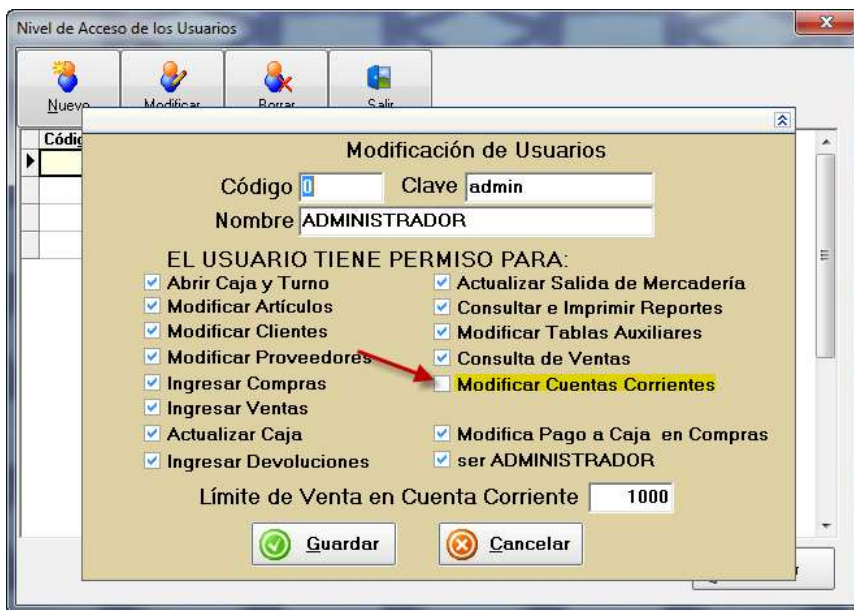 Nivel de Acceso de los Usuarios
Nuevo Modificar Borrar Salir
Modificación de Usuarios
Código 0 Clave admin
Nombre ADMINISTRADOR
EL USUARIO TIENE PERMISO PARA:
Abrir Caja y Turno Actualizar Salida de Mercadería
Modificar Artículos Consultar e Imprimir Reportes
Modificar Clientes Modificar Tablas Auxiliares
Modificar Proveedores Consulta de Ventas
Ingresar Compras Modificar Cuentas Corrientes
Ingresar Ventas
Actualizar Caja Modifica Pago a Caja en Compras
Ingresar Devoluciones ser ADMINISTRADOR
Límite de Venta en Cuenta Corriente 1000
Guardar Cancelar